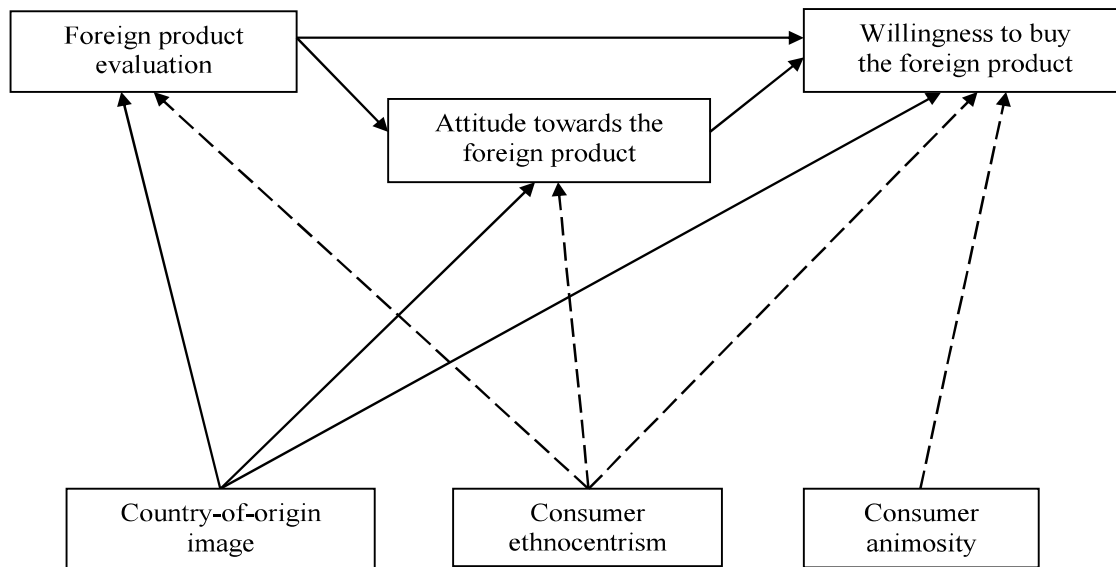 Foreign product
evaluation
Willingness to buy
the foreign product
Attitude towards the
foreign product
Country-of-origin
image
Consumer
ethnocentrism
Consumer
animosity